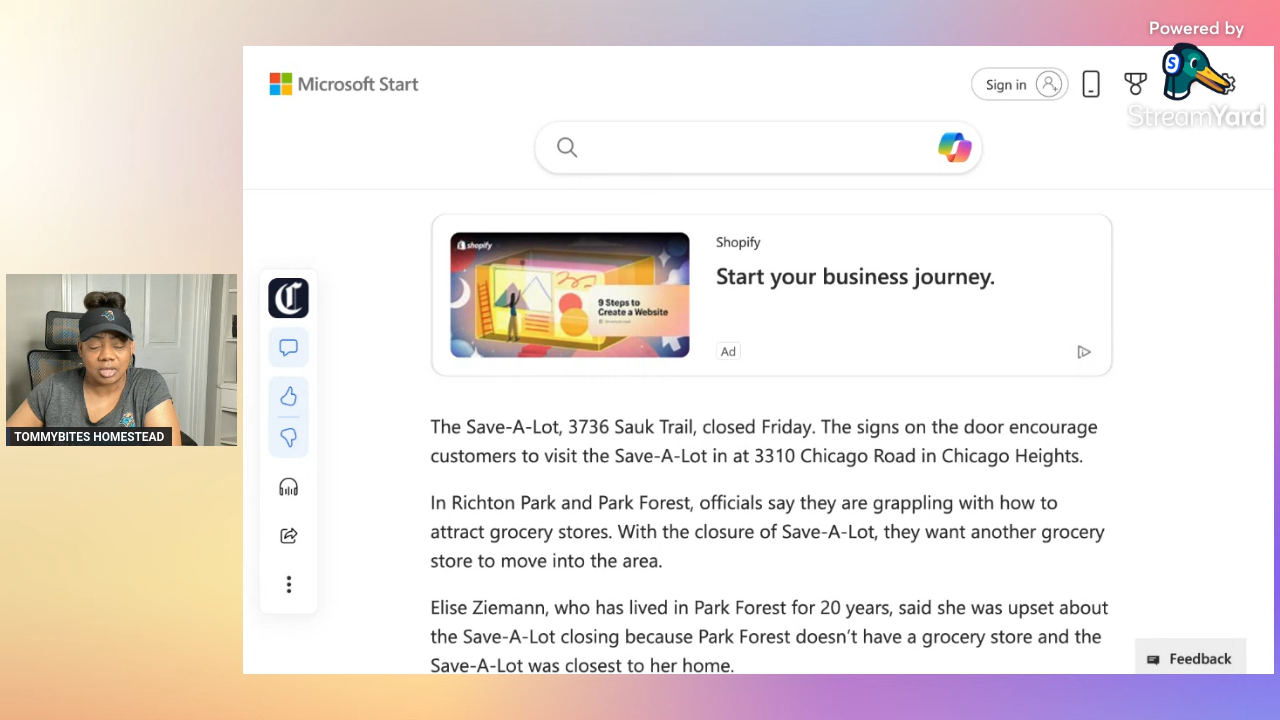 Powered by
StreamYard
Microsoft Start
Sign in
Shopify
Start your business journey.
shopify
9 Steps to
Create a Website
Ad
The Save-A-Lot, 3736 Sauk Trail, closed Friday. The signs on the door encourage
customers to visit the Save-A-Lot in at 3310 Chicago Road in Chicago Heights.
In Richton Park and Park Forest, officials say they are grappling with how to
attract grocery stores. With the closure of Save-A-Lot, they want another grocery
store to move into the area.
Elise Ziemann, who has lived in Park Forest for 20 years, said she was upset about
the Save-A-Lot closing because Park Forest doesn’t have a grocery store and the
Save-A-Lot was closest to her home.
Feedback
TOMMYBITES HOMESTEAD